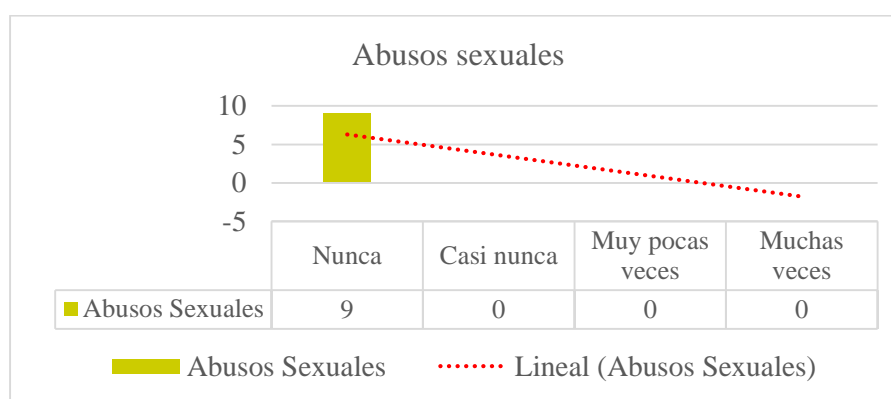 Abusos sexuales
10
5
0
-5
Nunca Casi nunca Muy pocas veces Muchas veces
Abusos Sexuales 9 0 0 0
Abusos Sexuales Lineal (Abusos Sexuales)